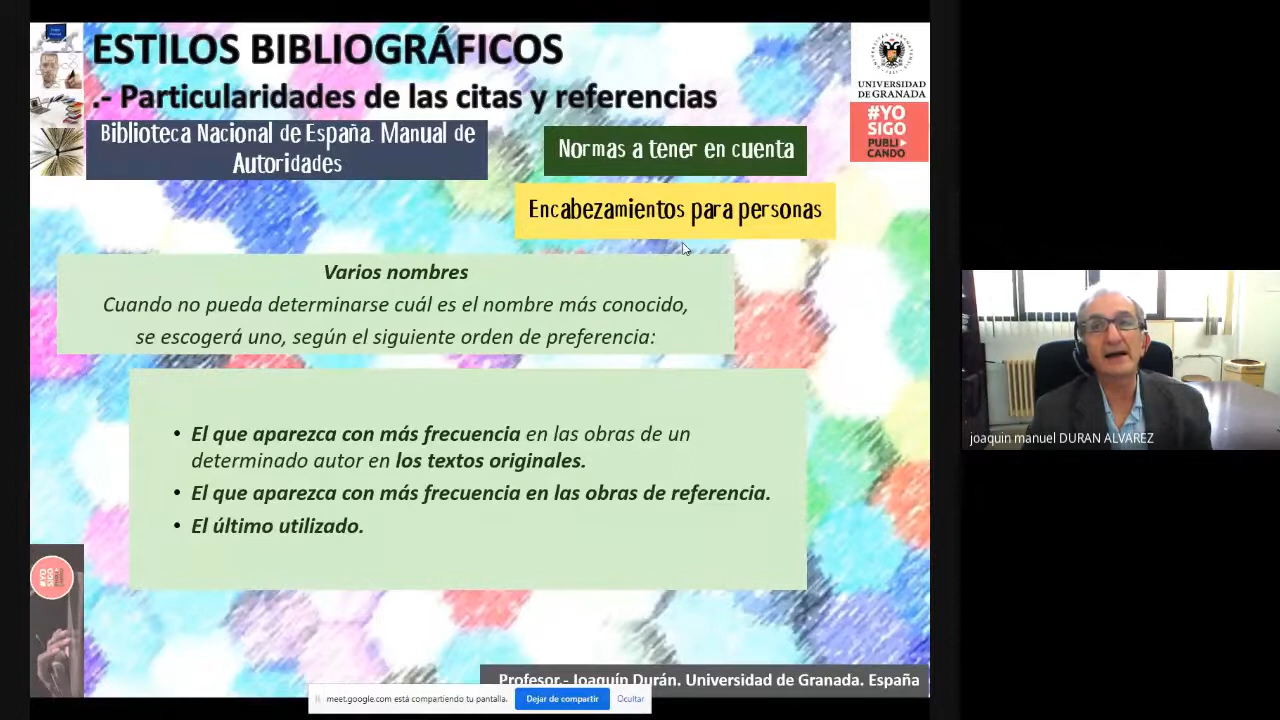 ESTILOS BIBLIOGRÁFICOS
.- Particularidades de las citas y referencias
Biblioteca Nacional de España. Manual de
Autoridades
Normas a tener en cuenta
Encabezamientos para personas
UNIVERSIDAD
DE GRANADA
#YO
SIGO
PUBLI
CANDO
Varios nombres
Cuando no pueda determinarse cuál es el nombre más conocido,
se escogerá uno, según el siguiente orden de preferencia:
• El que aparezca con más frecuencia en las obras de un
determinado autor en los textos originales.
• El que aparezca con más frecuencia en las obras de referencia.
• El último utilizado.
joaquin manuel DURAN ALVAREZ
#YO
SIGO
PUBLI
CANDO
Profesor.- Joaquín Durán. Universidad de Granada. España
meet.google.com está compartiendo tu pantalla.
Dejar de compartir
Ocultar